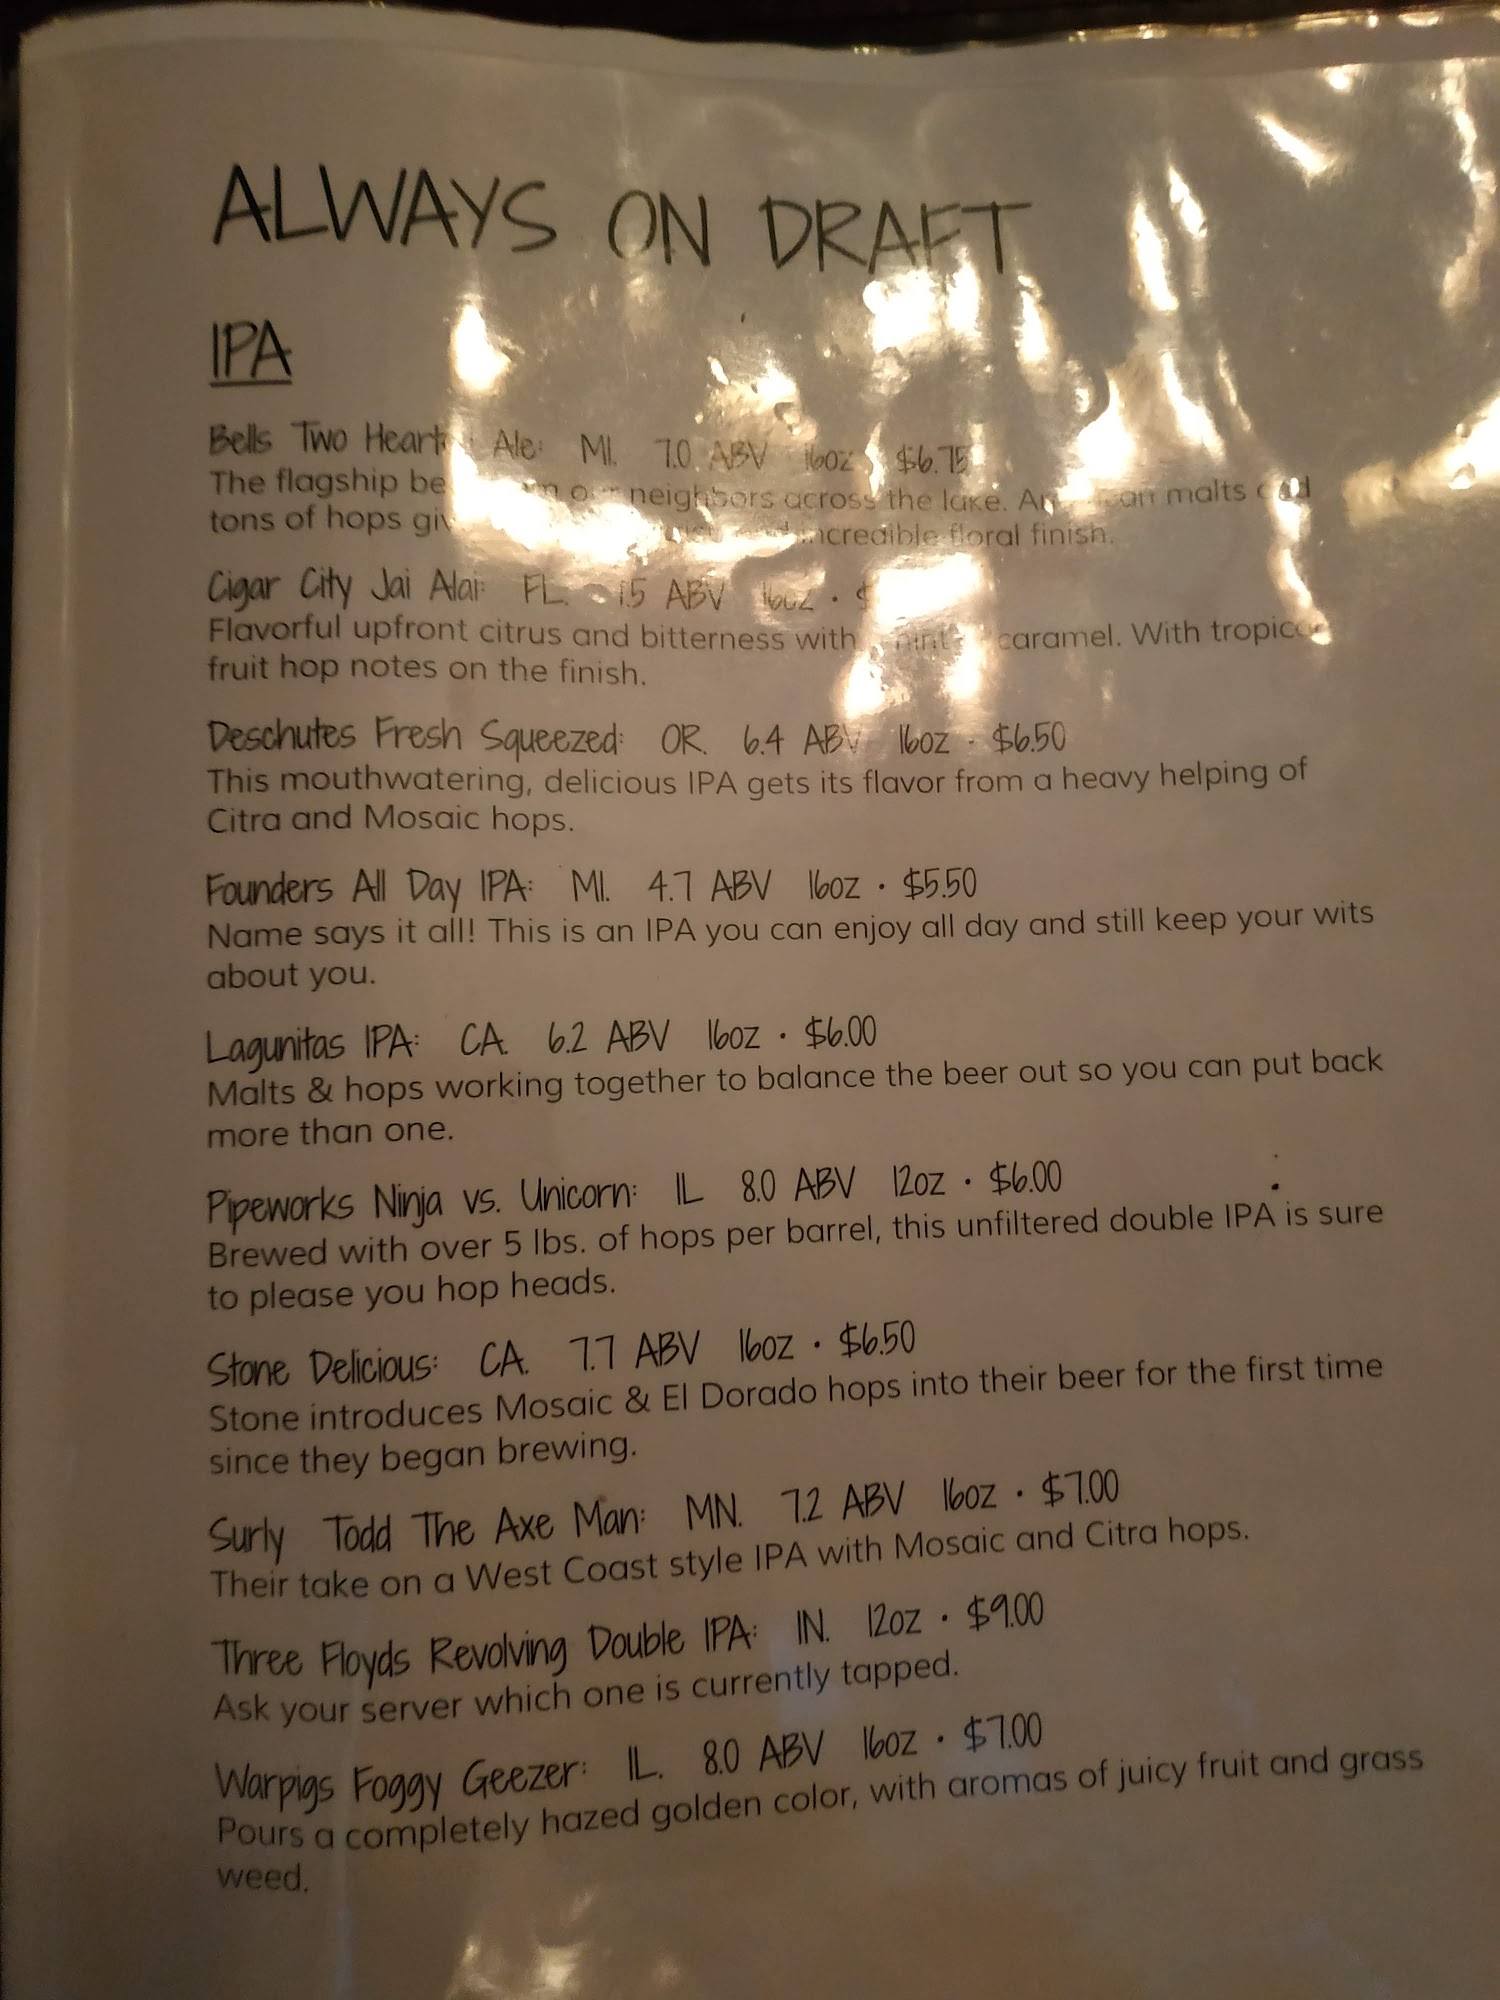 ALWAYS ON DRAFT
IPA
Bells Two Ale: MI. 7.0 ABV 16oz $6.75
The flagship neighbors across the lake. malts
tons of hops incredible floral finish.
Cigar City Jai Alai: FL. ABV 16oz ·
Flavorful upfront citrus and bitterness with caramel. With
fruit hop notes on the finish.
Deschutes Fresh Squeezed: OR. 6.4 ABV 16oz · $6.50
This mouthwatering, delicious IPA gets its flavor from a heavy helping of
Citra and Mosaic hops.
Founders All Day IPA: MI. 4.7 ABV 16oz · $5.50
Name says it all! This is an IPA you can enjoy all day and still keep your wits
about you.
Lagunitas IPA: CA. 6.2 ABV 16oz · $6.00
Malts & hops working together to balance the beer out so you can put back
more than one.
Pipeworks Ninja vs. Unicorn: IL 8.0 ABV 12oz · $6.00
Brewed with over 5 lbs. of hops per barrel, this unfiltered double IPA is sure
to please you hop heads.
Stone Delicious: CA. 7.7 ABV 16oz · $6.50
Stone introduces Mosaic & El Dorado hops into their beer for the first time
since they began brewing.
Surly Todd The Axe Man: MN. 7.2 ABV 16oz · $7.00
Their take on a West Coast style IPA with Mosaic and Citra hops.
Three Floyds Revolving Double IPA: IN. 12oz · $9.00
Ask your server which one is currently tapped.
Warpigs Foggy Geezer: IL. 8.0 ABV 16oz · $7.00
Pours a completely hazed golden color, with aromas of juicy fruit and grass
weed.